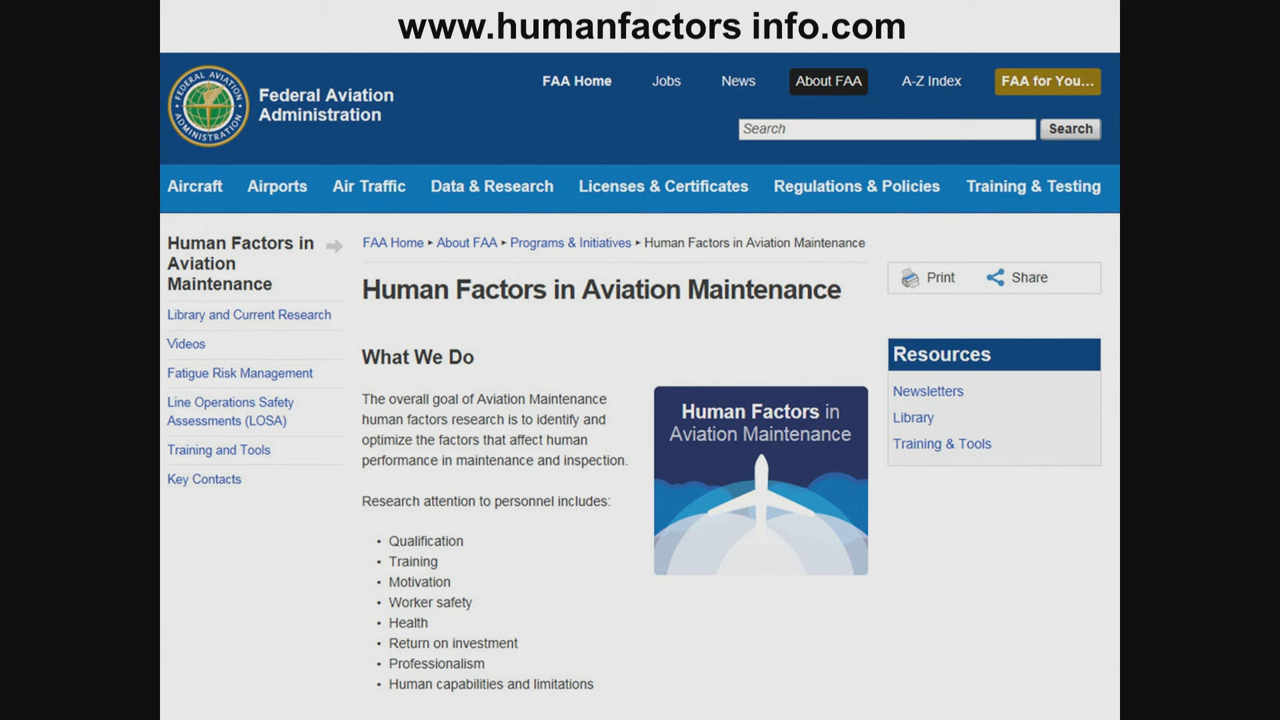 www.humanfactors info.com
FEDERAL AVIATION
ADMINISTRATION
Federal Aviation
Administration
FAA Home
Jobs
News
About FAA
A-Z Index
FAA for You...
Search
Search
Aircraft
Airports
Air Traffic
Data & Research
Licenses & Certificates
Regulations & Policies
Training & Testing
Human Factors in
Aviation
Maintenance
Library and Current Research
Videos
Fatigue Risk Management
Line Operations Safety
Assessments (LOSA)
Training and Tools
Key Contacts
FAA Home ▸ About FAA ▸ Programs & Initiatives ▸ Human Factors in Aviation Maintenance
Human Factors in Aviation Maintenance
What We Do
The overall goal of Aviation Maintenance
human factors research is to identify and
optimize the factors that affect human
performance in maintenance and inspection.
Research attention to personnel includes:
• Qualification
• Training
• Motivation
• Worker safety
• Health
• Return on investment
• Professionalism
• Human capabilities and limitations
Human Factors in
Aviation Maintenance
Print
Share
Resources
Newsletters
Library
Training & Tools